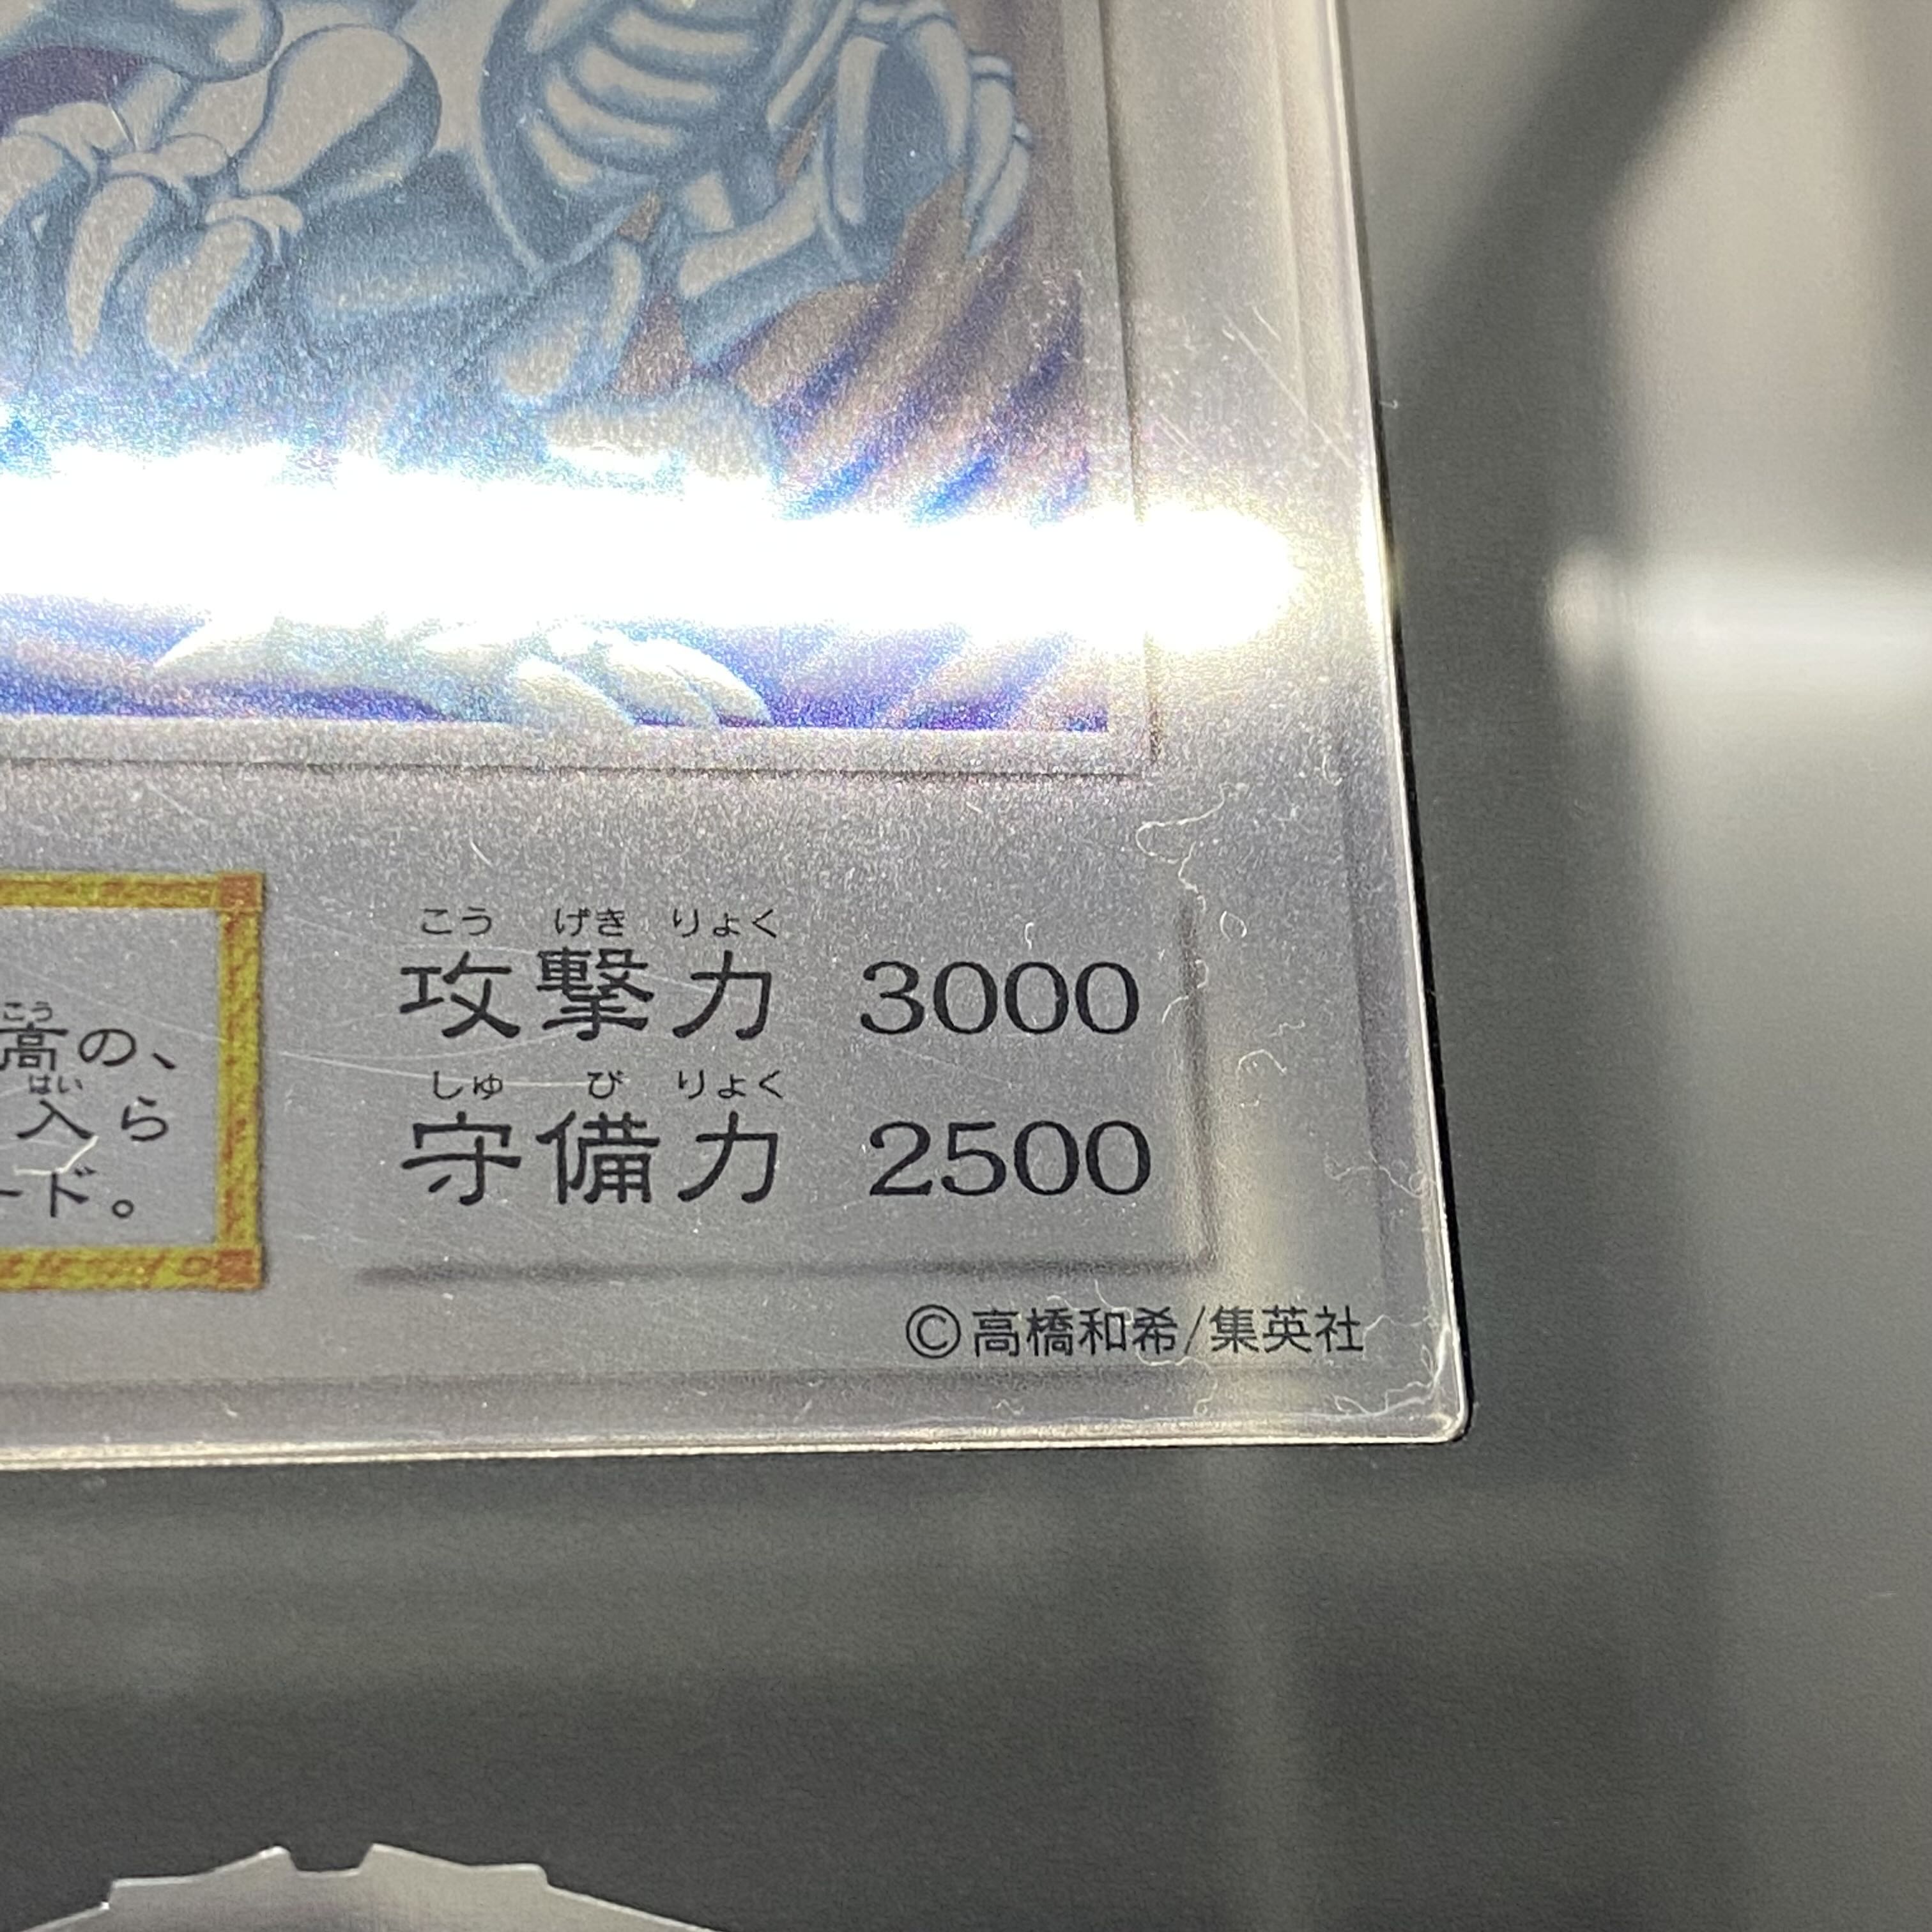 こう
高の、
はい
入ら
ード。
こう げき りょく
攻撃力 3000
しゅ び りょく
守備力 2500
©高橋和希/集英社